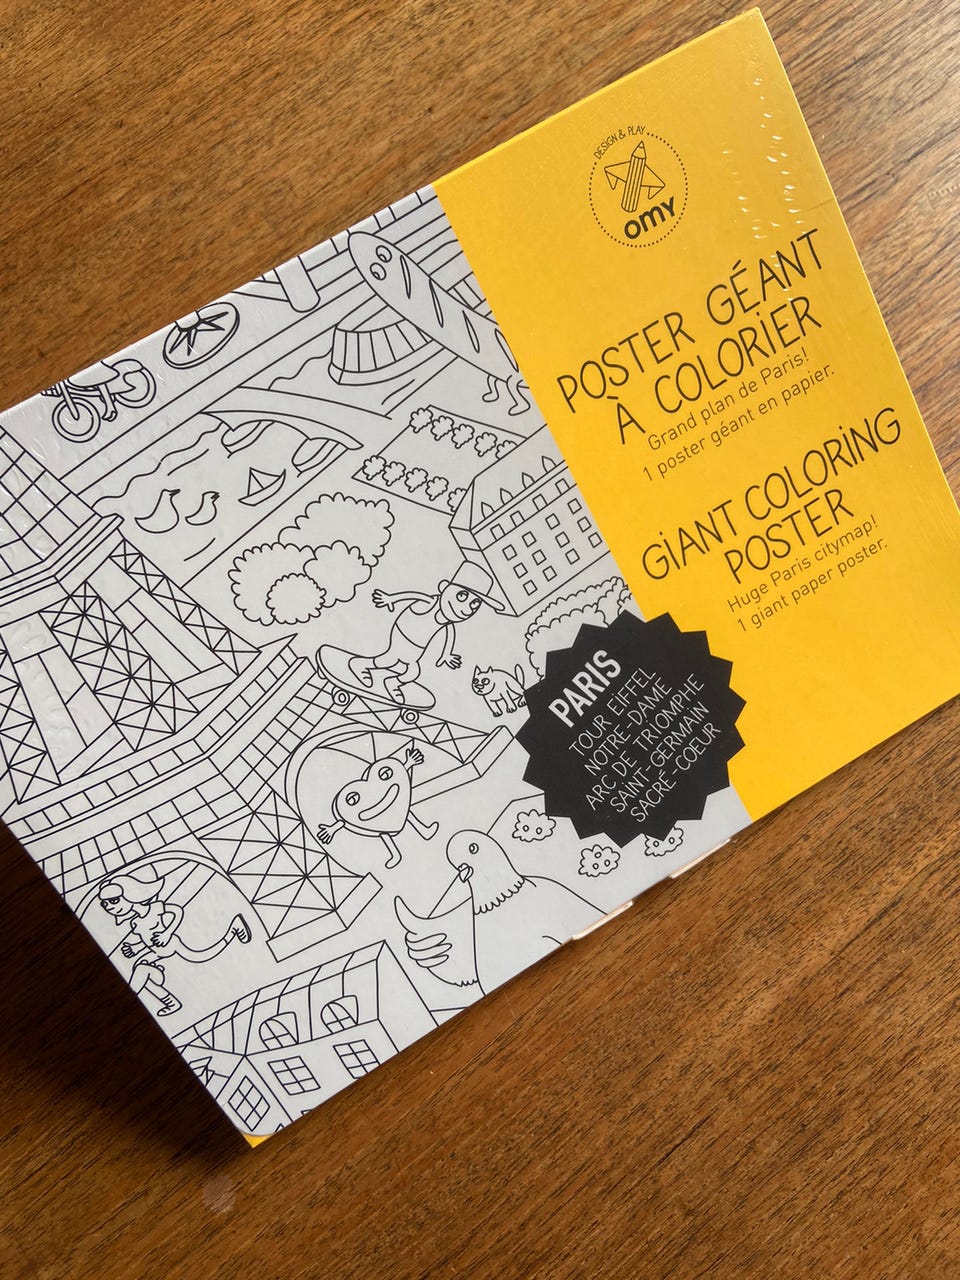 DESIGN & PLAY
omy
POSTER GÉANT
À COLORIER
Grand plan de Paris!
1 poster géant en papier.
GIANT COLORING
POSTER
Huge Paris citymap!
1 giant paper poster.
PARIS
TOUR EIFFEL
NOTRE-DAME
ARC DE TRIOMPHE
SAINT-GERMAIN
SACRÉ-COEUR